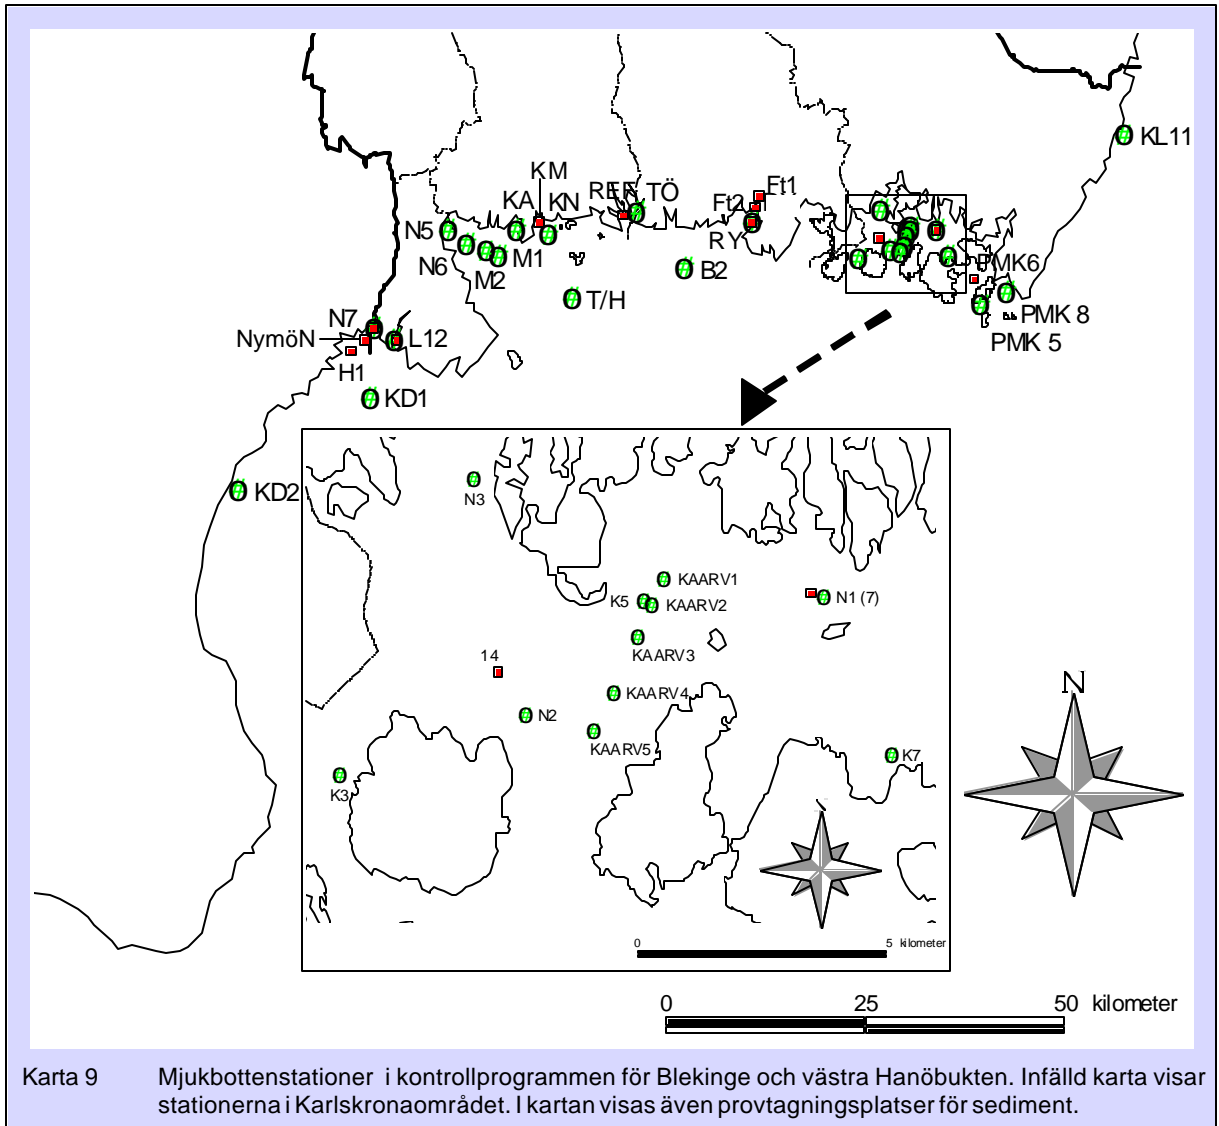 KL11
KM
REF TÖ
Ft1
KA
KN
Ft2
N5
RY
N6
M1
M2
B2
PMK6
T/H
PMK 8
N7
NymöN
L12
PMK 5
H1
KD1
KD2
N3
KAARV1
K5
KAARV2
N1 (7)
KAARV3
14
KAARV4
N2
KAARV5
K7
K3
N
N
0 5 kilometer
0 25 50 kilometer
Karta 9 Mjukbottenstationer i kontrollprogrammen för Blekinge och västra Hanöbukten. Infälld karta visar
stationerna i Karlskronaområdet. I kartan visas även provtagningsplatser för sediment.